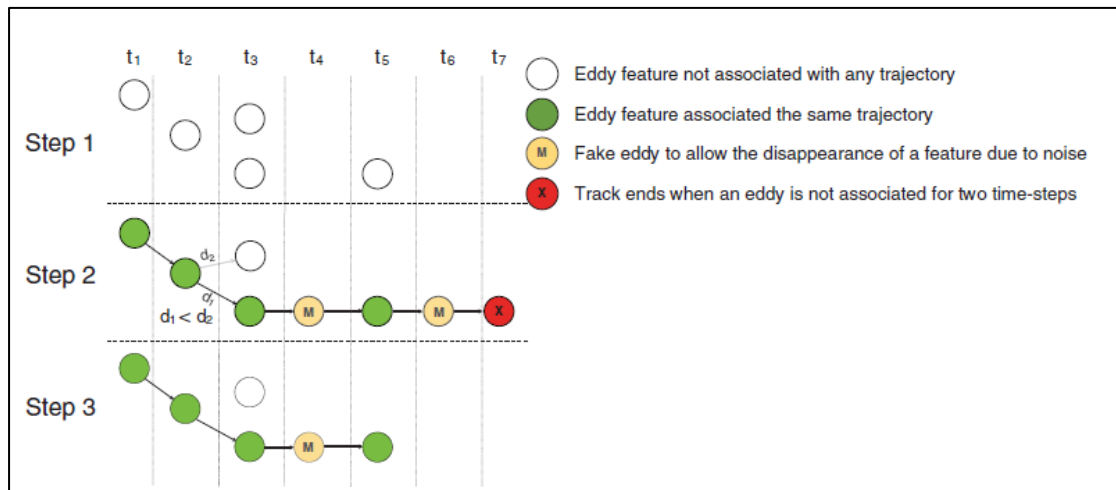 t1 t2 t3 t4 t5 t6 t7
Eddy feature not associated with any trajectory
Eddy feature associated the same trajectory
M Fake eddy to allow the disappearance of a feature due to noise
X Track ends when an eddy is not associated for two time-steps
Step 1
Step 2
d2
d1
d1 < d2
M M X
Step 3
M